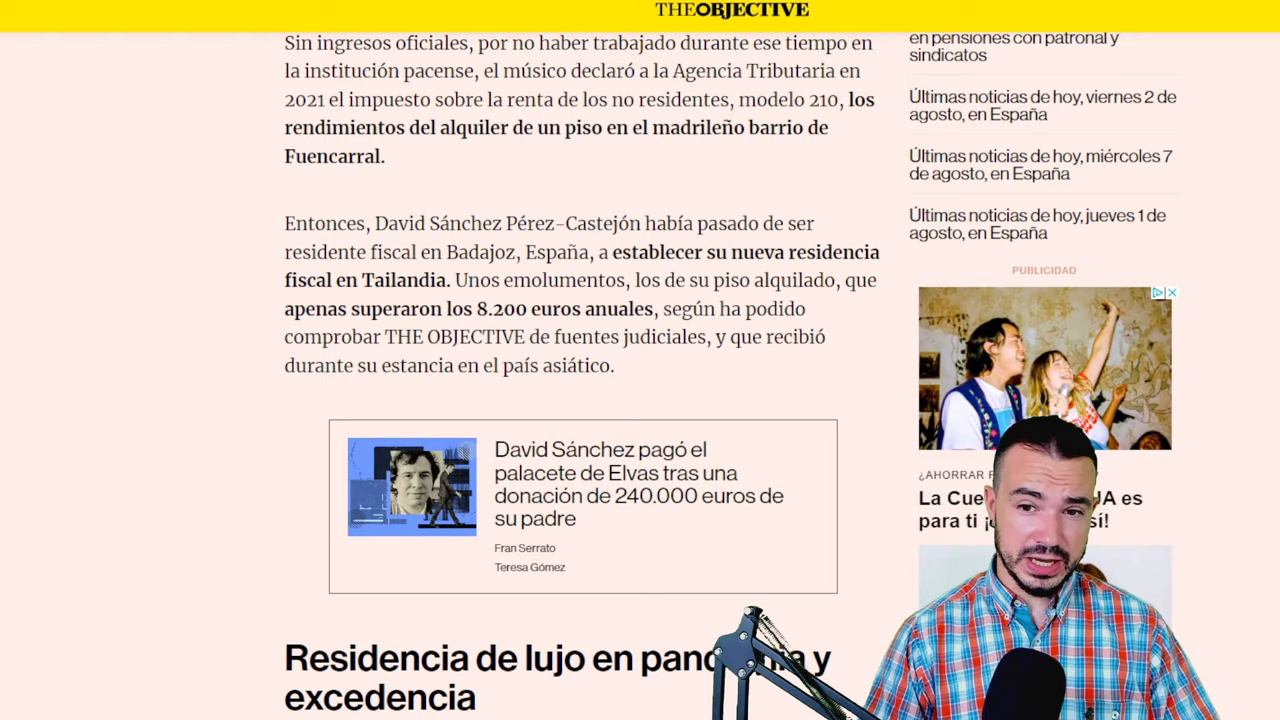 THEOBJECTIVE
Sin ingresos oficiales, por no haber trabajado durante ese tiempo en
la institución pacense, el músico declaró a la Agencia Tributaria en
2021 el impuesto sobre la renta de los no residentes, modelo 210, los
rendimientos del alquiler de un piso en el madrileño barrio de
Fuencarral.
Entonces, David Sánchez Pérez-Castejón había pasado de ser
residente fiscal en Badajoz, España, a establecer su nueva residencia
fiscal en Tailandia. Unos emolumentos, los de su piso alquilado, que
apenas superaron los 8.200 euros anuales, según ha podido
comprobar THE OBJECTIVE de fuentes judiciales, y que recibió
durante su estancia en el país asiático.
David Sánchez pagó el
palacete de Elvas tras una
donación de 240.000 euros de
su padre
Fran Serrato
Teresa Gómez
Residencia de lujo en y
excedencia
en pensiones con patronal y
sindicatos
Últimas noticias de hoy, viernes 2 de
agosto, en España
Últimas noticias de hoy, miércoles 7
de agosto, en España
Últimas noticias de hoy, jueves 1 de
agosto, en España
PUBLICIDAD
¿AHORRAR
La es
para ti